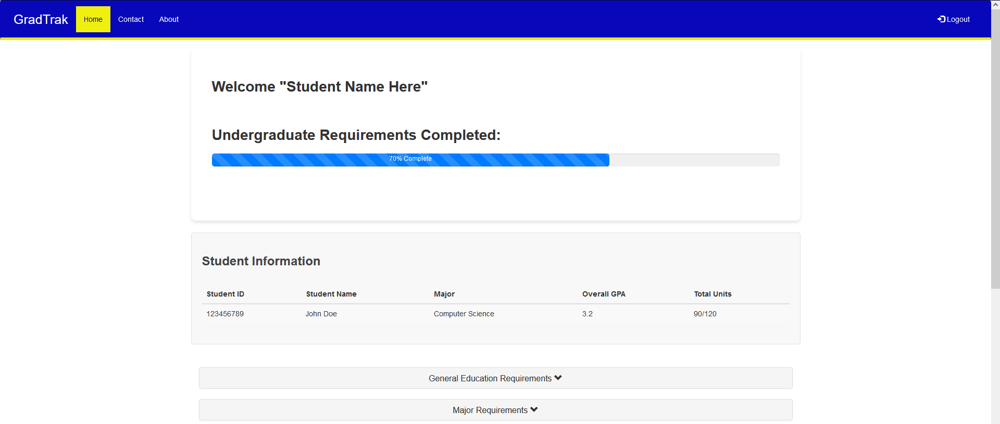 GradTrak Home Contact About Logout
Welcome "Student Name Here"
Undergraduate Requirements Completed:
70% Complete
Student Information
Student ID Student Name Major Overall GPA Total Units
123456789 John Doe Computer Science 3.2 90/120
General Education Requirements
Major Requirements